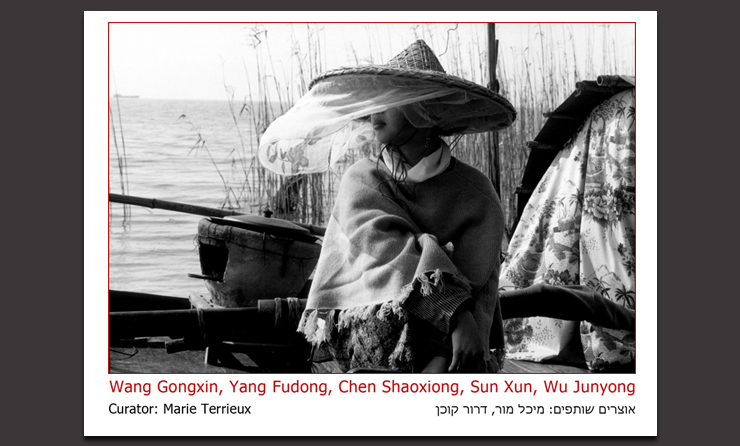 Wang Gongxin, Yang Fudong, Chen Shaoxiong, Sun Xun, Wu Junyong
Curator: Marie Terrieux
אוצרים שותפים: מיכל מור, דרור קוכן